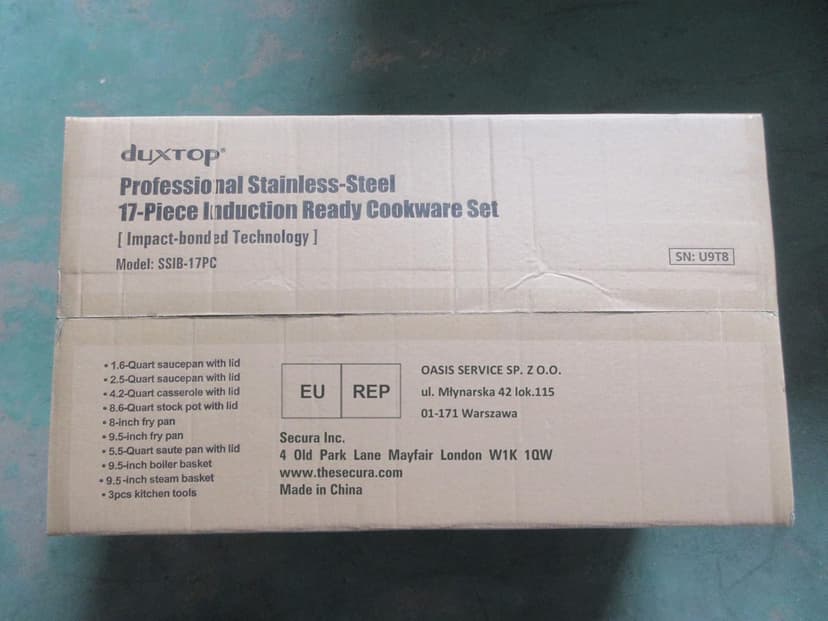 duxtop®
Professional Stainless-Steel
17-Piece Induction Ready Cookware Set
[ Impact-bonded Technology ]
Model: SSIB-17PC
SN: U9T8
• 1.6-Quart saucepan with lid
• 2.5-Quart saucepan with lid
• 4.2-Quart casserole with lid
• 8.6-Quart stock pot with lid
• 8-inch fry pan
• 9.5-inch fry pan
• 5.5-Quart saute pan with lid
• 9.5-inch boiler basket
• 9.5-inch steam basket
• 3pcs kitchen tools
EU REP
OASIS SERVICE SP. Z O.O.
ul. Młynarska 42 lok.115
01-171 Warszawa
Secura Inc.
4 Old Park Lane Mayfair London W1K 1QW
www.thesecura.com
Made in China